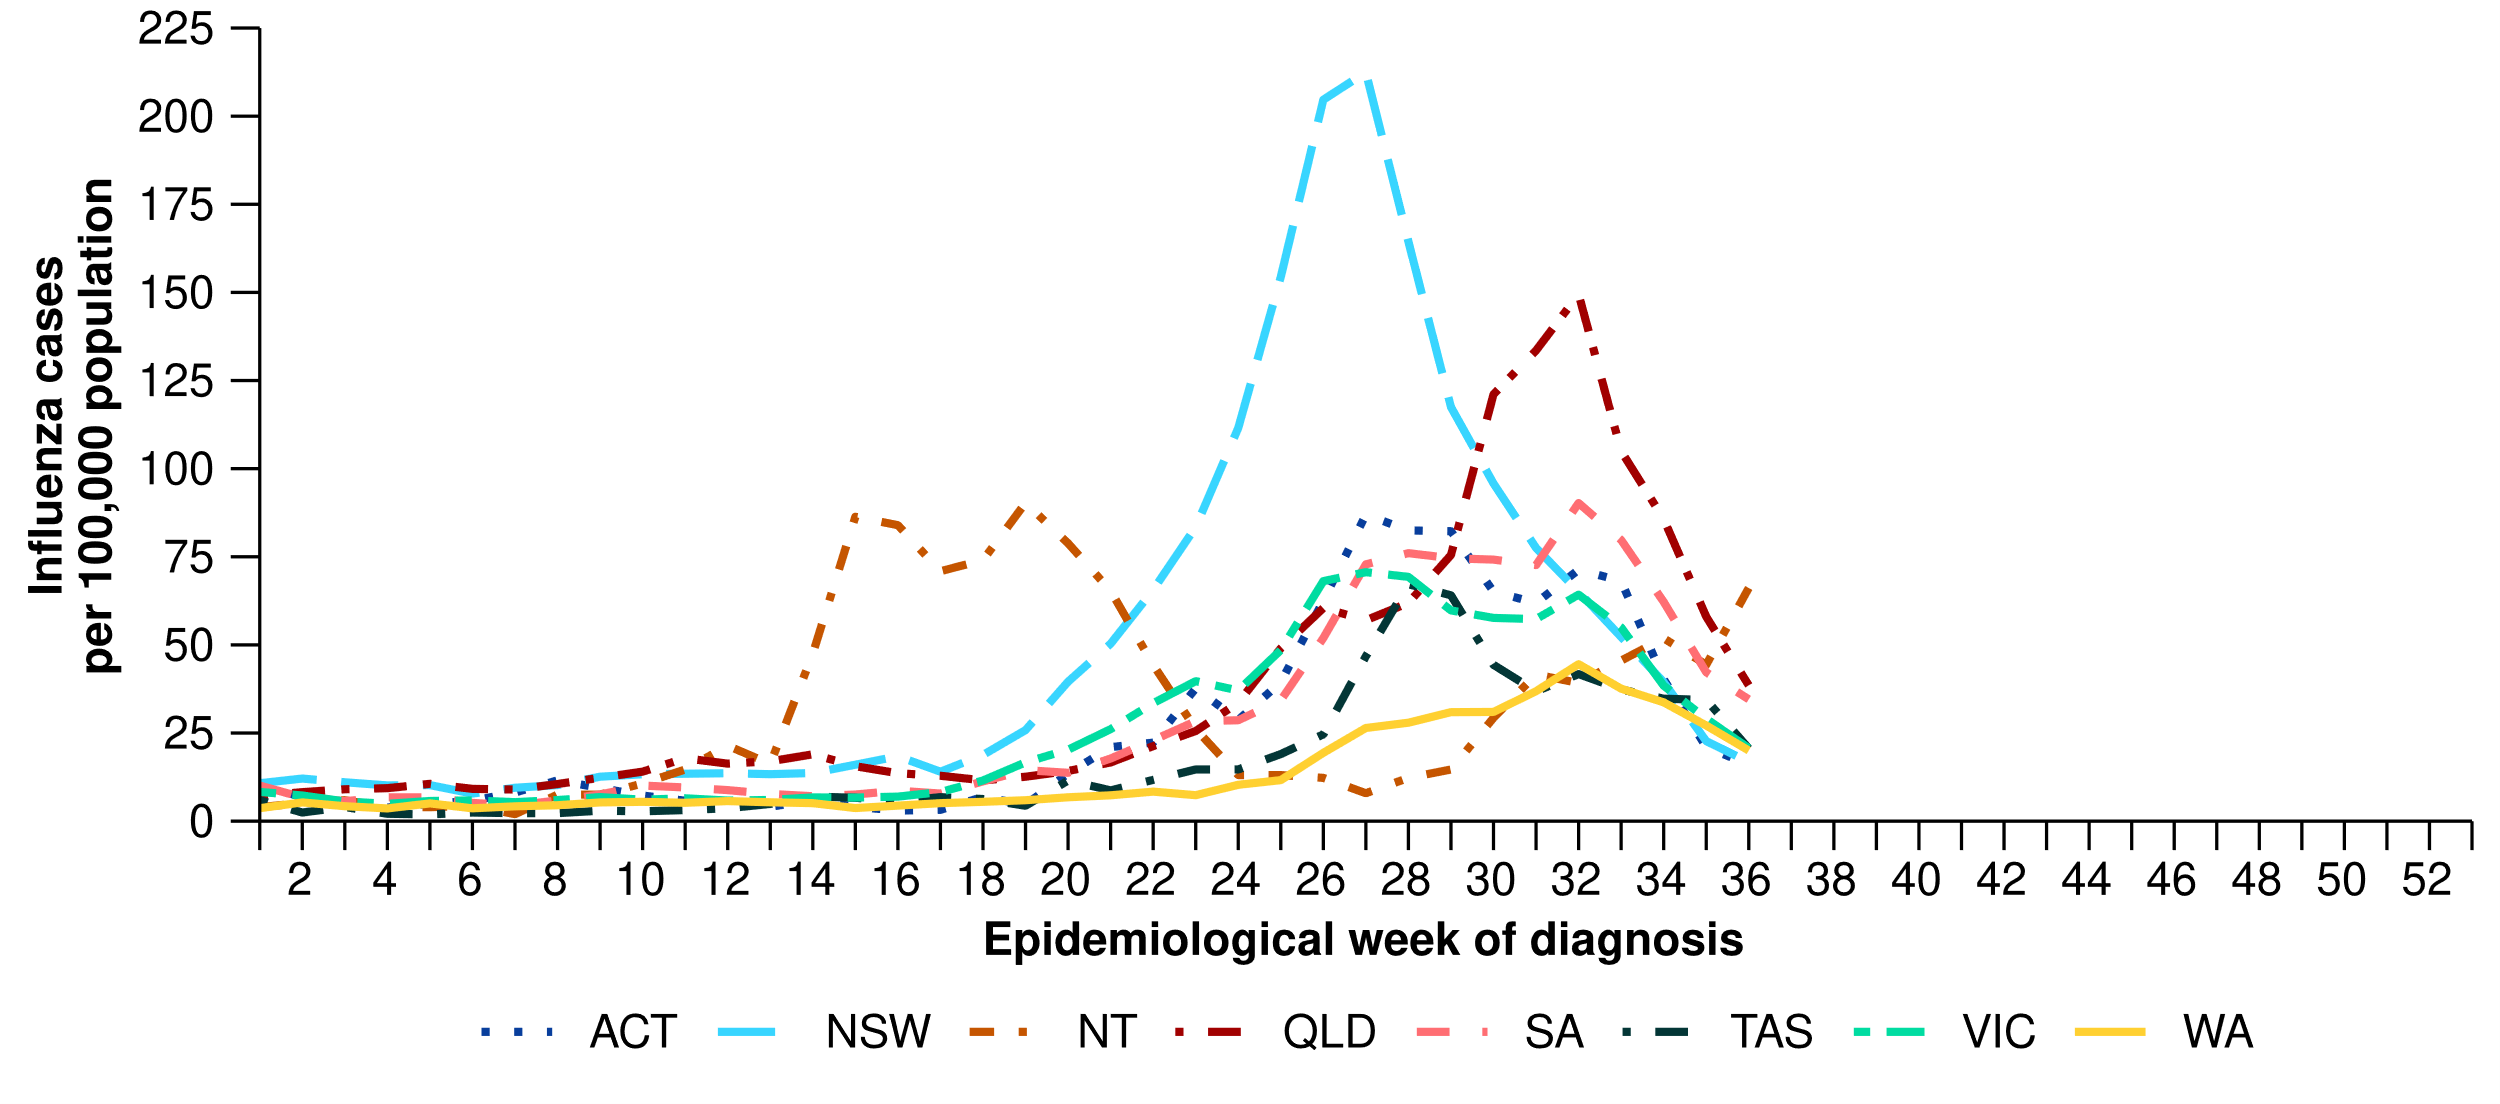 225
200
175
150
125
100
75
50
25
0
Influenza cases
per 100,000 population
2 4 6 8 10 12 14 16 18 20 22 24 26 28 30 32 34 36 38 40 42 44 46 48 50 52
Epidemiological week of diagnosis
ACT NSW NT QLD SA TAS VIC WA